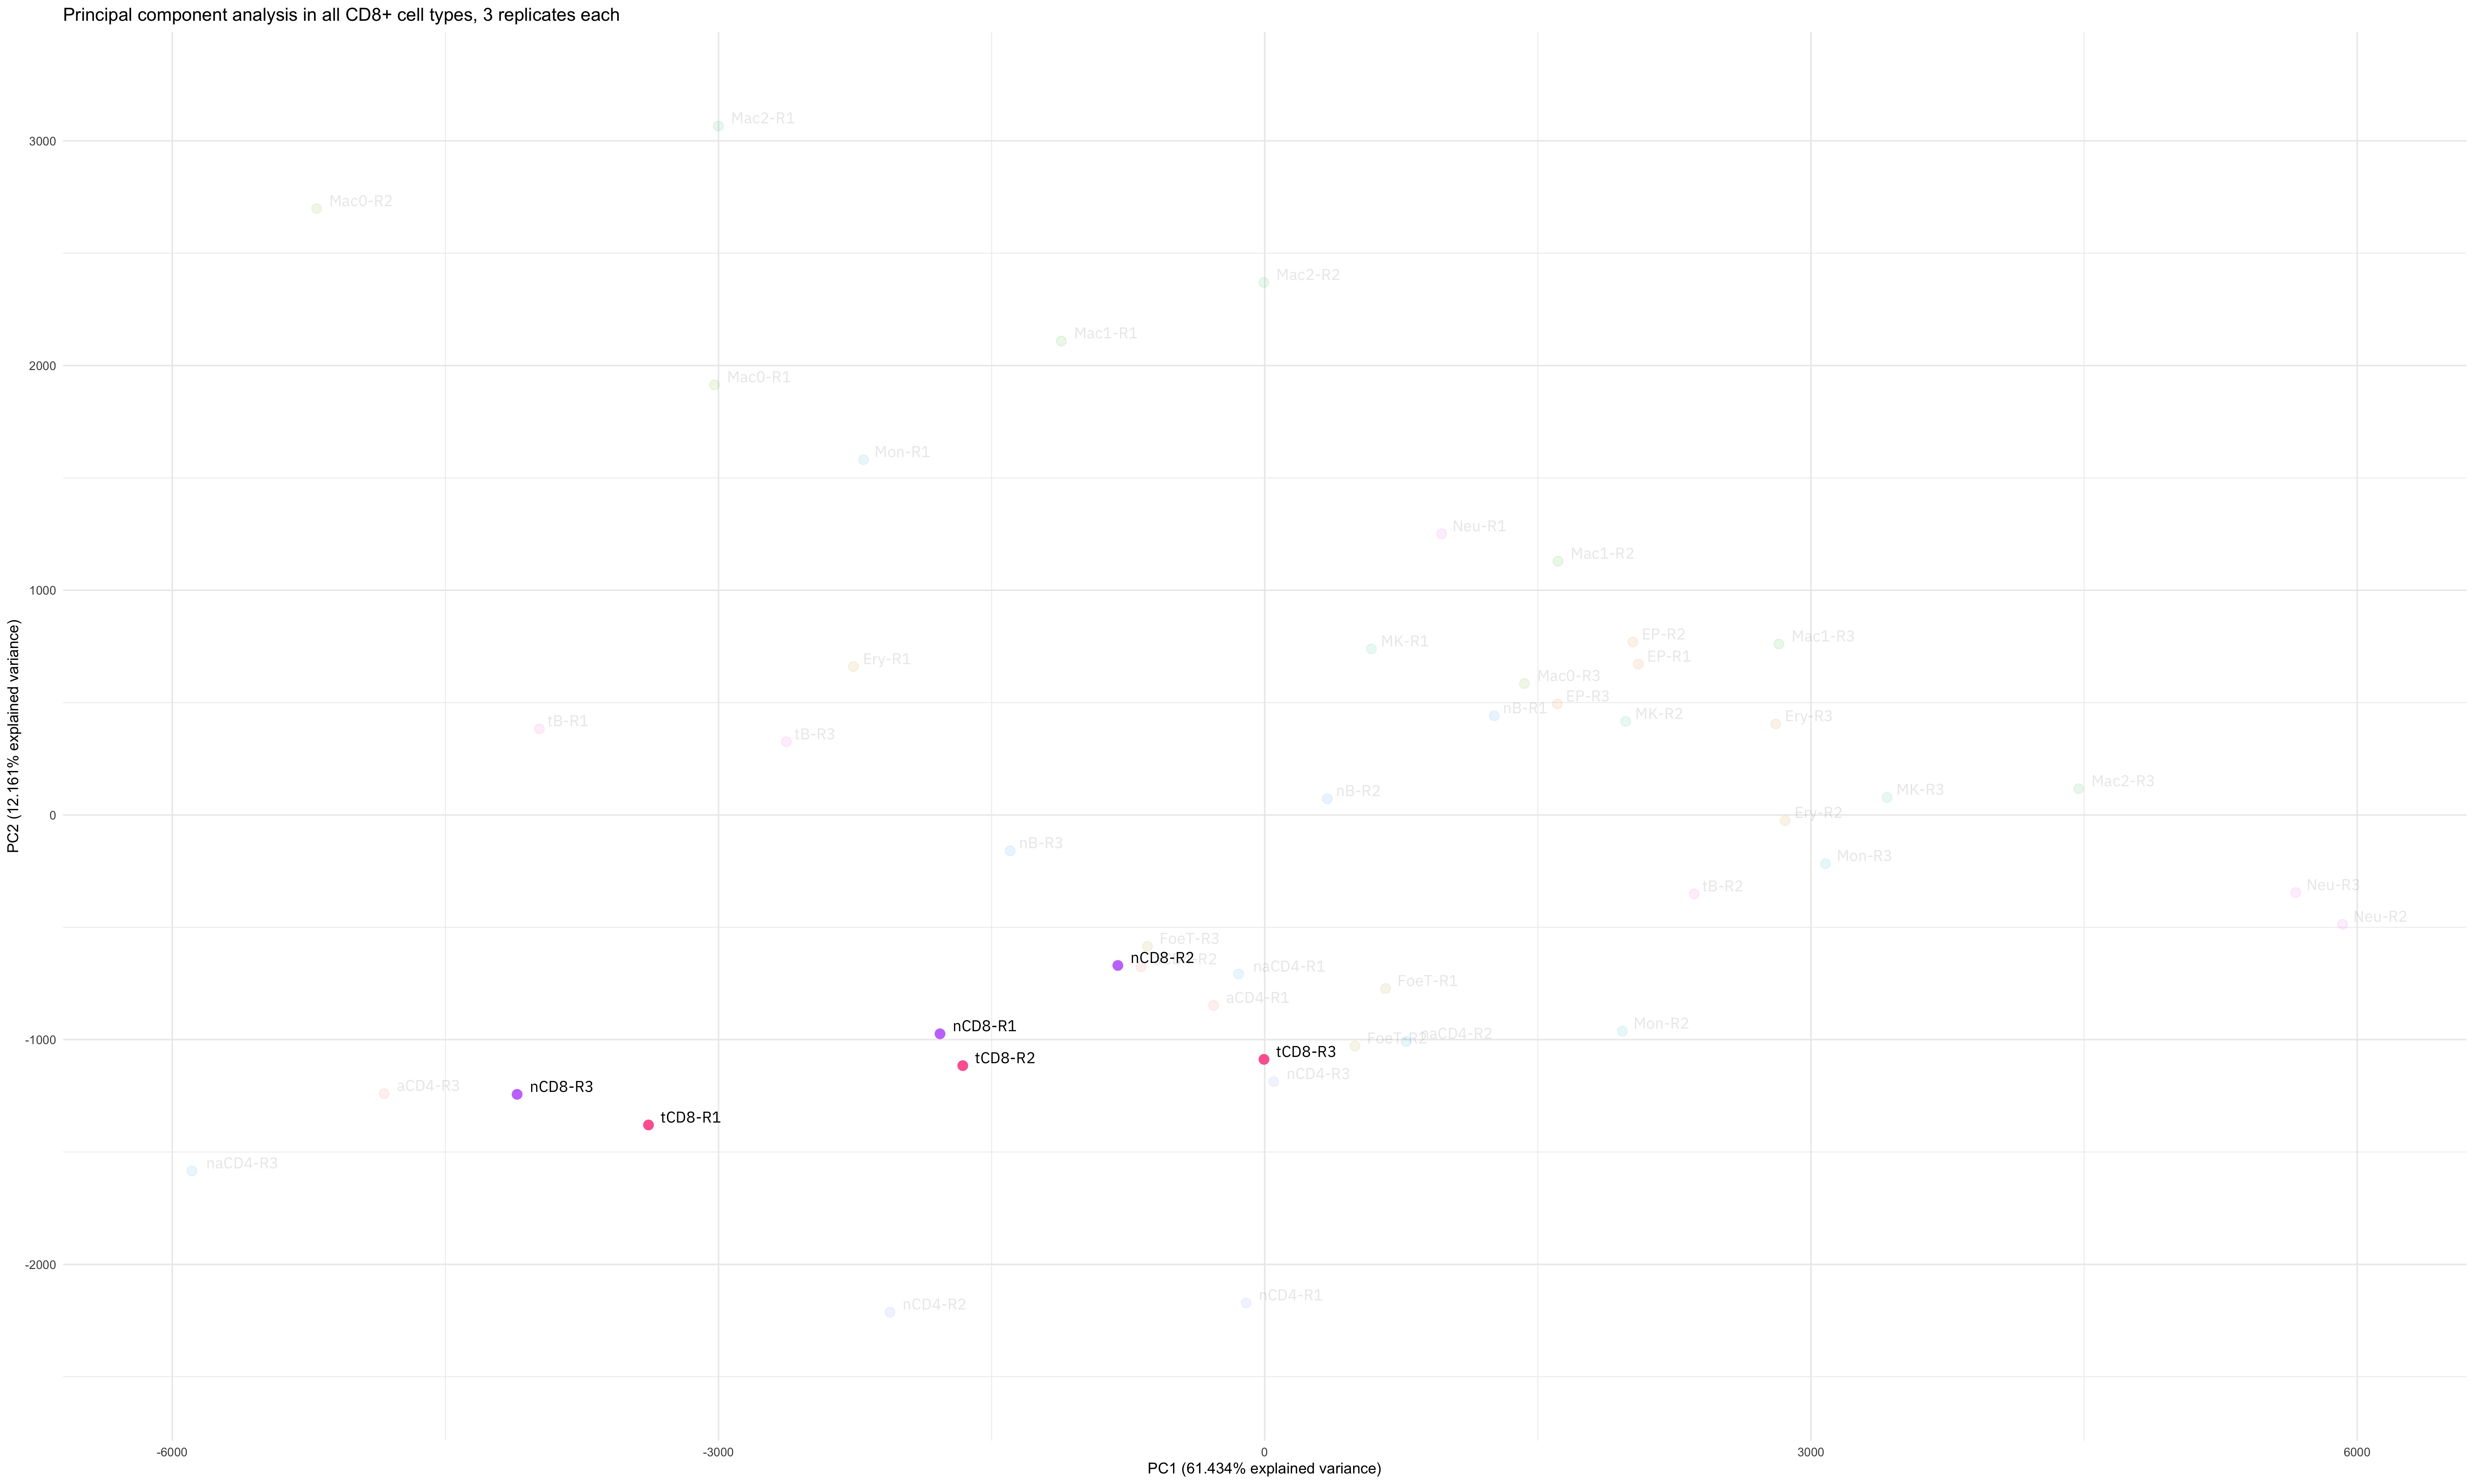 Principal component analysis in all CD8+ cell types, 3 replicates each
3000
2000
1000
0
-1000
-2000
PC2 (12.161% explained variance)
Mac2-R1
Mac0-R2
Mac2-R2
Mac1-R1
Mac0-R1
Mon-R1
Neu-R1
Mac1-R2
EP-R2
Mac1-R3
MK-R1
EP-R1
Ery-R1
Mac0-R3
EP-R3
nB-R1
MK-R2
Ery-R3
tB-R1
tB-R3
Mac2-R3
nB-R2
MK-R3
Ery-R2
nB-R3
Mon-R3
tB-R2
Neu-R3
Neu-R2
FoeT-R3
nCD8-R2
naCD4-R1
FoeT-R1
aCD4-R1
nCD8-R1
Mon-R2
FoeT-R2
naCD4-R2
tCD8-R2
tCD8-R3
nCD4-R3
aCD4-R3
nCD8-R3
tCD8-R1
naCD4-R3
nCD4-R2
nCD4-R1
-6000
-3000
0
3000
6000
PC1 (61.434% explained variance)